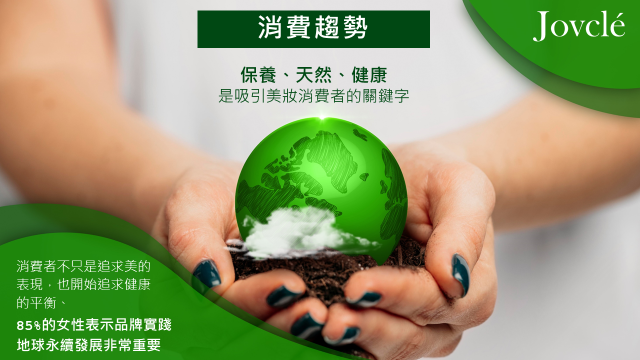 消費趨勢
Jovclé
保養、天然、健康
是吸引美妝消費者的關鍵字
消費者不只是追求美的
表現，也開始追求健康
的平衡、
85%的女性表示品牌實踐
地球永續發展非常重要